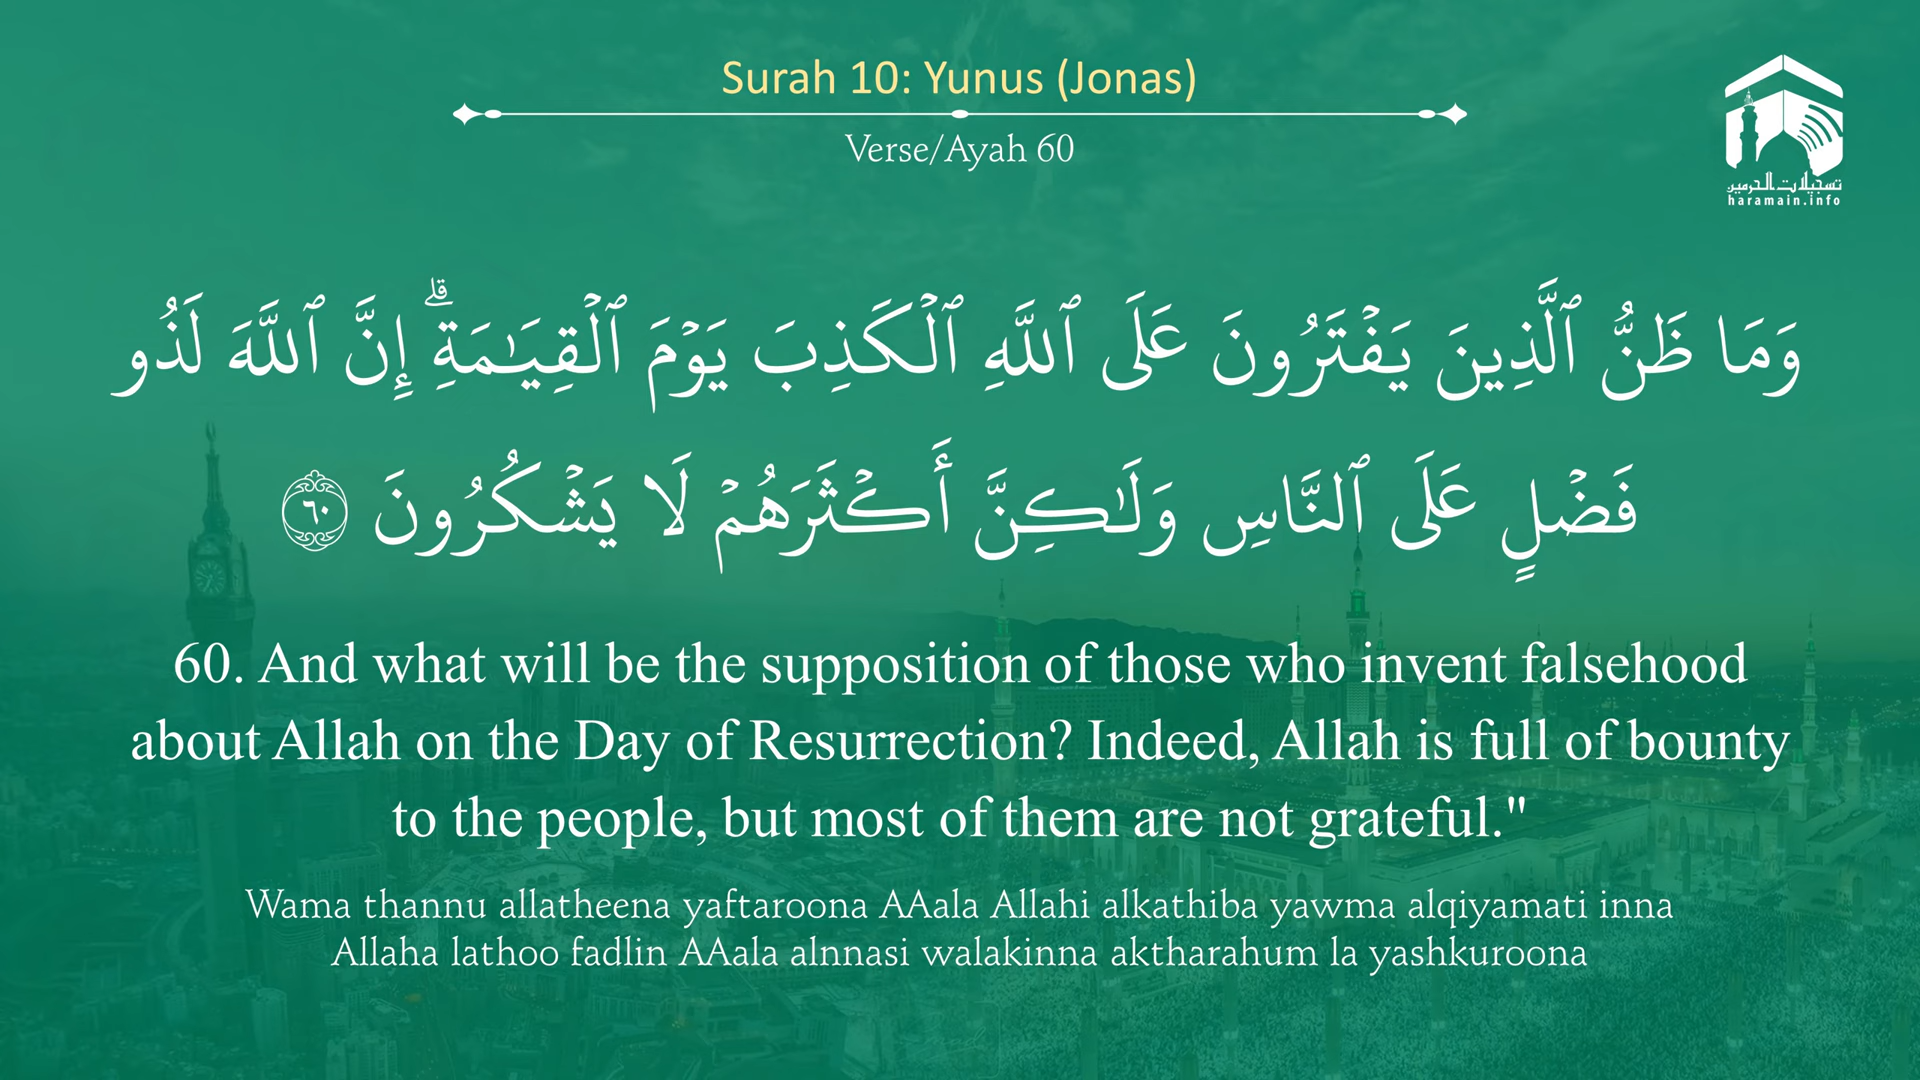 Surah 10: Yunus (Jonas)
Verse/Ayah 60
تسجيلات الحرمين
haramain.info
وَمَا ظَنُّ ٱلَّذِينَ يَفۡتَرُونَ عَلَى ٱللَّهِ ٱلۡكَذِبَ يَوۡمَ ٱلۡقِيَٰمَةِۗ إِنَّ ٱللَّهَ لَذُو
فَضۡلٍ عَلَى ٱلنَّاسِ وَلَٰكِنَّ أَكۡثَرَهُمۡ لَا يَشۡكُرُونَ ٦٠
60. And what will be the supposition of those who invent falsehood
about Allah on the Day of Resurrection? Indeed, Allah is full of bounty
to the people, but most of them are not grateful."
Wama thannu allatheena yaftaroona AAala Allahi alkathiba yawma alqiyamati inna
Allaha lathoo fadlin AAala alnnasi walakinna aktharahum la yashkuroona